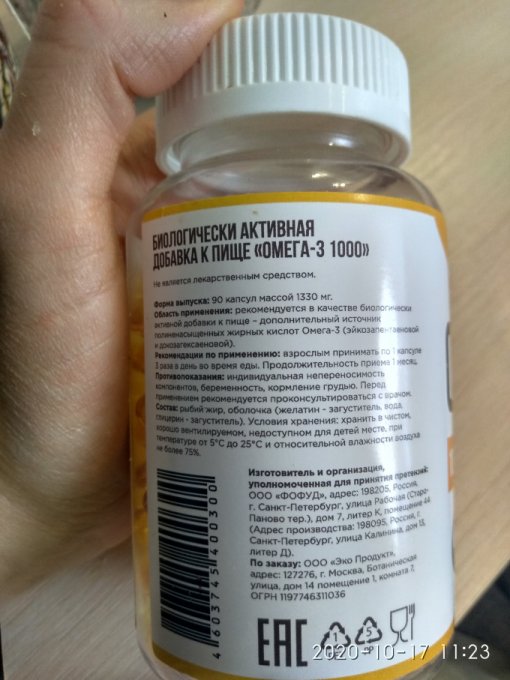 БИОЛОГИЧЕСКИ АКТИВНАЯ
ДОБАВКА К ПИЩЕ «ОМЕГА-3 1000»
Не является лекарственным средством.
Форма выпуска: 90 капсул массой 1330 мг.
Область применения: рекомендуется в качестве биологически
активной добавки к пище – дополнительный источник
полиненасыщенных жирных кислот Омега-3 (эйкозапентаеновой
и докозагексаеновой).
Рекомендации по применению: взрослым принимать по 1 капсуле
3 раза в день во время еды. Продолжительность приема 1 месяц.
Противопоказания: индивидуальная непереносимость
компонентов, беременность, кормление грудью. Перед
применением рекомендуется проконсультироваться с врачом.
Состав: рыбий жир, оболочка (желатин - загуститель, вода,
глицерин - загуститель). Условия хранения: хранить в чистом,
хорошо вентилируемом, недоступном для детей месте, при
температуре от 5°С до 25°С и относительной влажности воздуха
не более 75%.
Изготовитель и организация,
уполномоченная для принятия претензий:
ООО «ФОФУД», адрес: 198205, Россия,
г. Санкт-Петербург, улица Рабочая (Старо-
Паново тер.), дом 7, литер К, помещение 44
(Адрес производства: 198095, Россия, г.
Санкт-Петербург, улица Калинина, дом 13,
литер Д).
По заказу: ООО «Эко Продукт»,
адрес: 127276, г. Москва, Ботаническая
улица, дом 14 помещение 1, комната 7,
ОГРН 1197746311036
4603745400300
EAC
1
5
2020-10-17 11:23